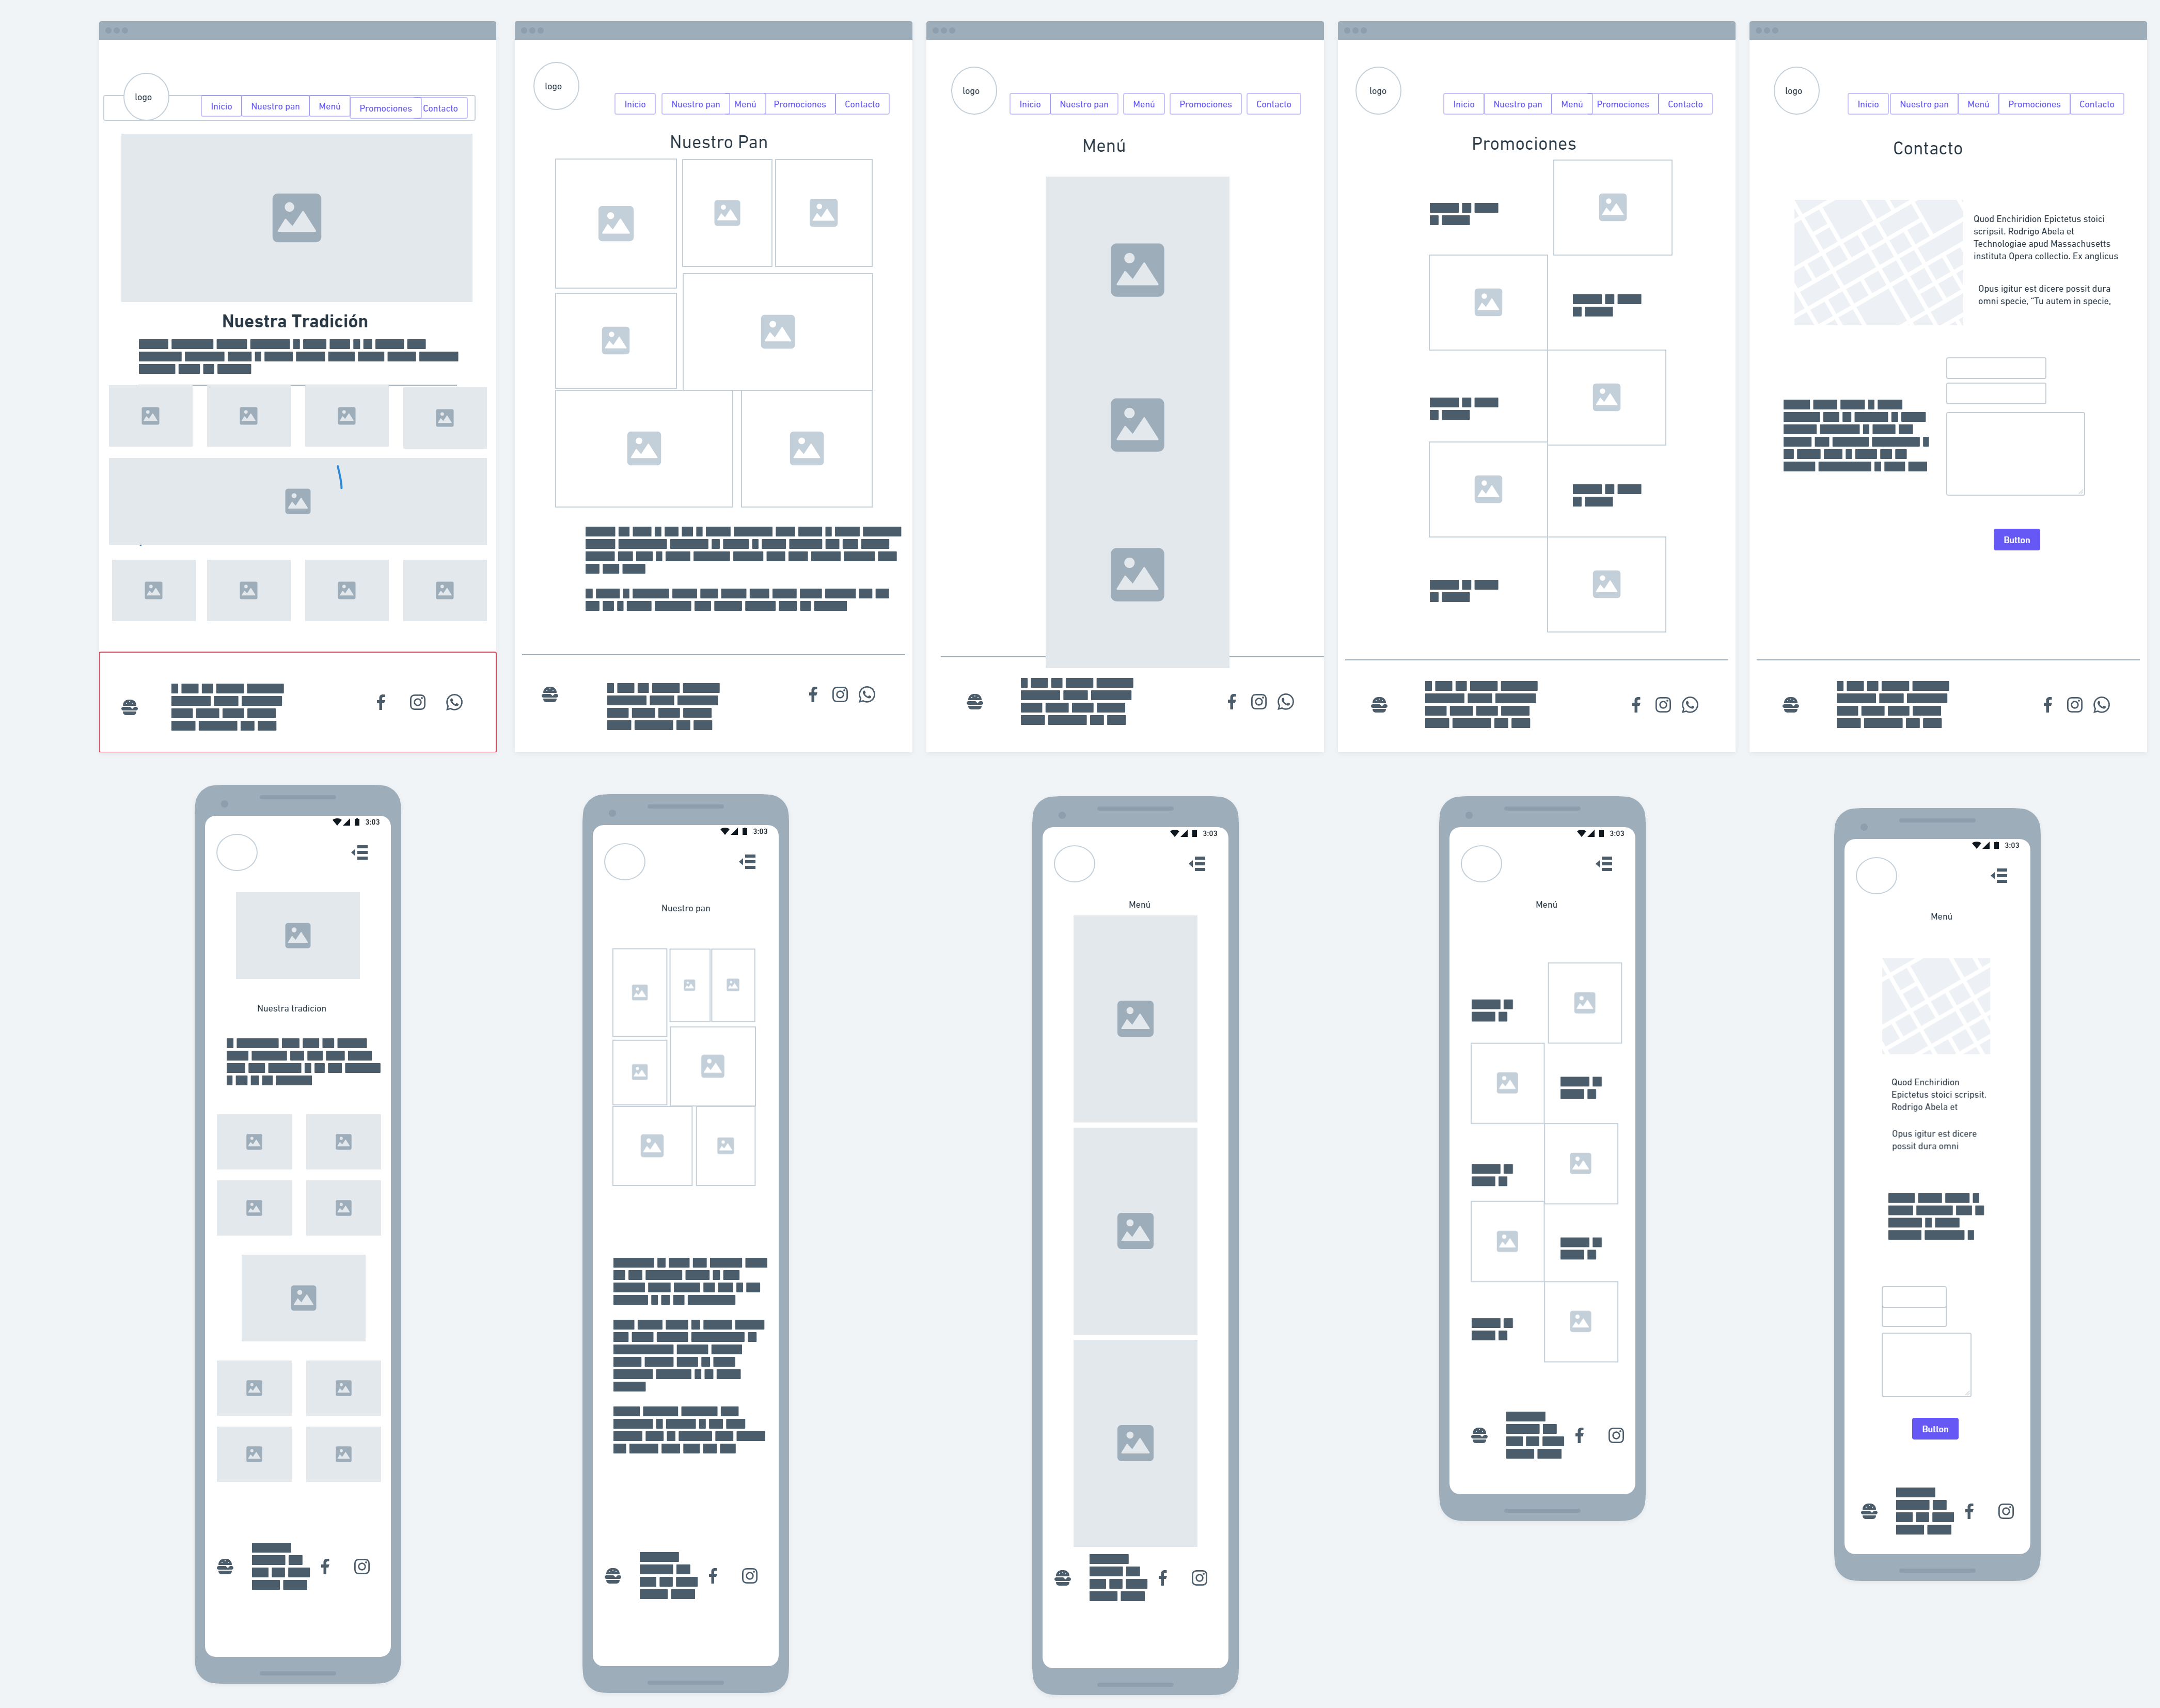 logo
Inicio
Nuestro pan
Menú
Promociones
Contacto
Nuestra Tradición
logo
Inicio
Nuestro pan
Menú
Promociones
Contacto
Nuestro Pan
logo
Inicio
Nuestro pan
Menú
Promociones
Contacto
Menú
logo
Inicio
Nuestro pan
Menú
Promociones
Contacto
Promociones
logo
Inicio
Nuestro pan
Menú
Promociones
Contacto
Contacto
Quod Enchiridion Epictetus stoici
scripsit. Rodrigo Abela et
Technologiae apud Massachusetts
instituta Opera collectio. Ex anglicus
Opus igitur est dicere possit dura
omni specie, “Tu autem in specie,
Button
3:03
Nuestra tradicion
3:03
Nuestro pan
3:03
Menú
3:03
Menú
3:03
Menú
Quod Enchiridion
Epictetus stoici scripsit.
Rodrigo Abela et
Opus igitur est dicere
possit dura omni
Button